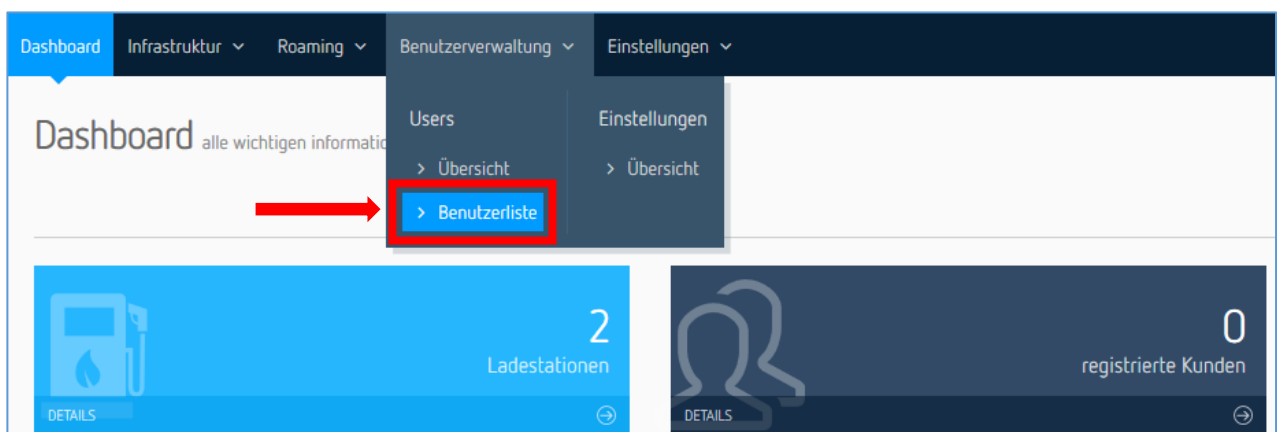 Dashboard Infrastruktur Roaming Benutzerverwaltung Einstellungen
Dashboard alle wichtigen informatio
Users Einstellungen
> Übersicht > Übersicht
> Benutzerliste
2
Ladestationen
DETAILS
0
registrierte Kunden
DETAILS